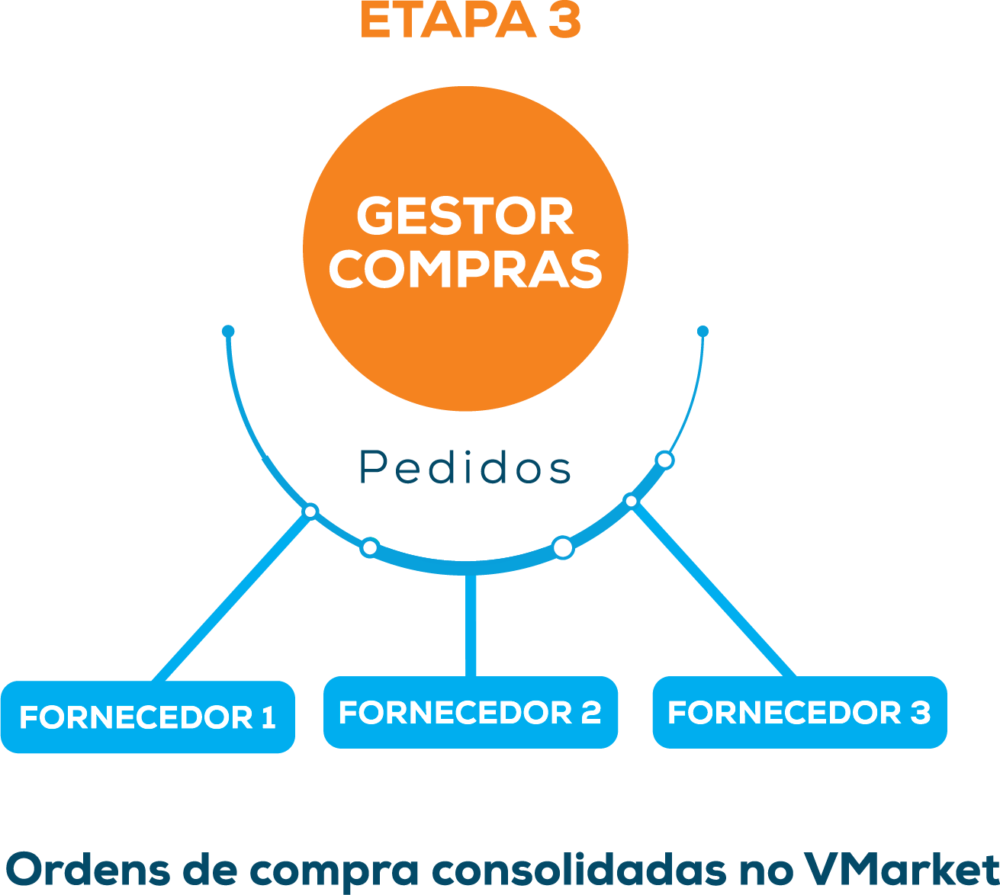 ETAPA 3
GESTOR
COMPRAS
Pedidos
FORNECEDOR 1
FORNECEDOR 2
FORNECEDOR 3
Ordens de compra consolidadas no VMarket